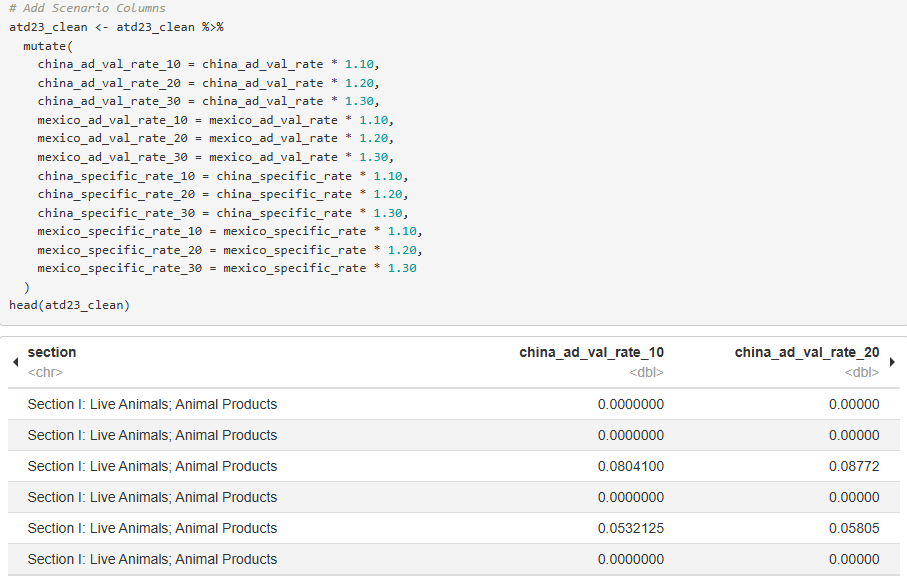 # Add Scenario Columns
atd23_clean <- atd23_clean %>%
  mutate(
    china_ad_val_rate_10 = china_ad_val_rate * 1.10,
    china_ad_val_rate_20 = china_ad_val_rate * 1.20,
    china_ad_val_rate_30 = china_ad_val_rate * 1.30,
    mexico_ad_val_rate_10 = mexico_ad_val_rate * 1.10,
    mexico_ad_val_rate_20 = mexico_ad_val_rate * 1.20,
    mexico_ad_val_rate_30 = mexico_ad_val_rate * 1.30,
    china_specific_rate_10 = china_specific_rate * 1.10,
    china_specific_rate_20 = china_specific_rate * 1.20,
    china_specific_rate_30 = china_specific_rate * 1.30,
    mexico_specific_rate_10 = mexico_specific_rate * 1.10,
    mexico_specific_rate_20 = mexico_specific_rate * 1.20,
    mexico_specific_rate_30 = mexico_specific_rate * 1.30
  )
head(atd23_clean)
section china_ad_val_rate_10 china_ad_val_rate_20
<chr> <dbl> <dbl>
Section I: Live Animals; Animal Products 0.0000000 0.00000
Section I: Live Animals; Animal Products 0.0000000 0.00000
Section I: Live Animals; Animal Products 0.0804100 0.08772
Section I: Live Animals; Animal Products 0.0000000 0.00000
Section I: Live Animals; Animal Products 0.0532125 0.05805
Section I: Live Animals; Animal Products 0.0000000 0.00000